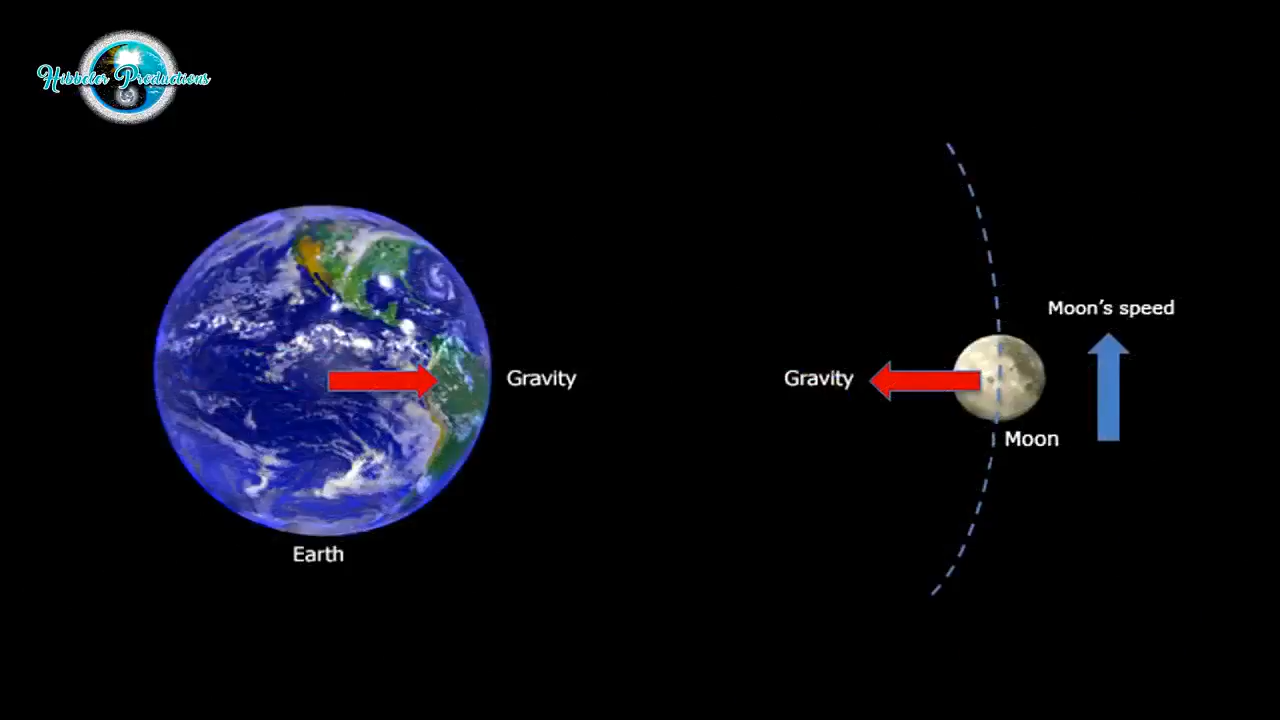 Hibbeler Productions
Moon's speed
Gravity
Gravity
Moon
Earth